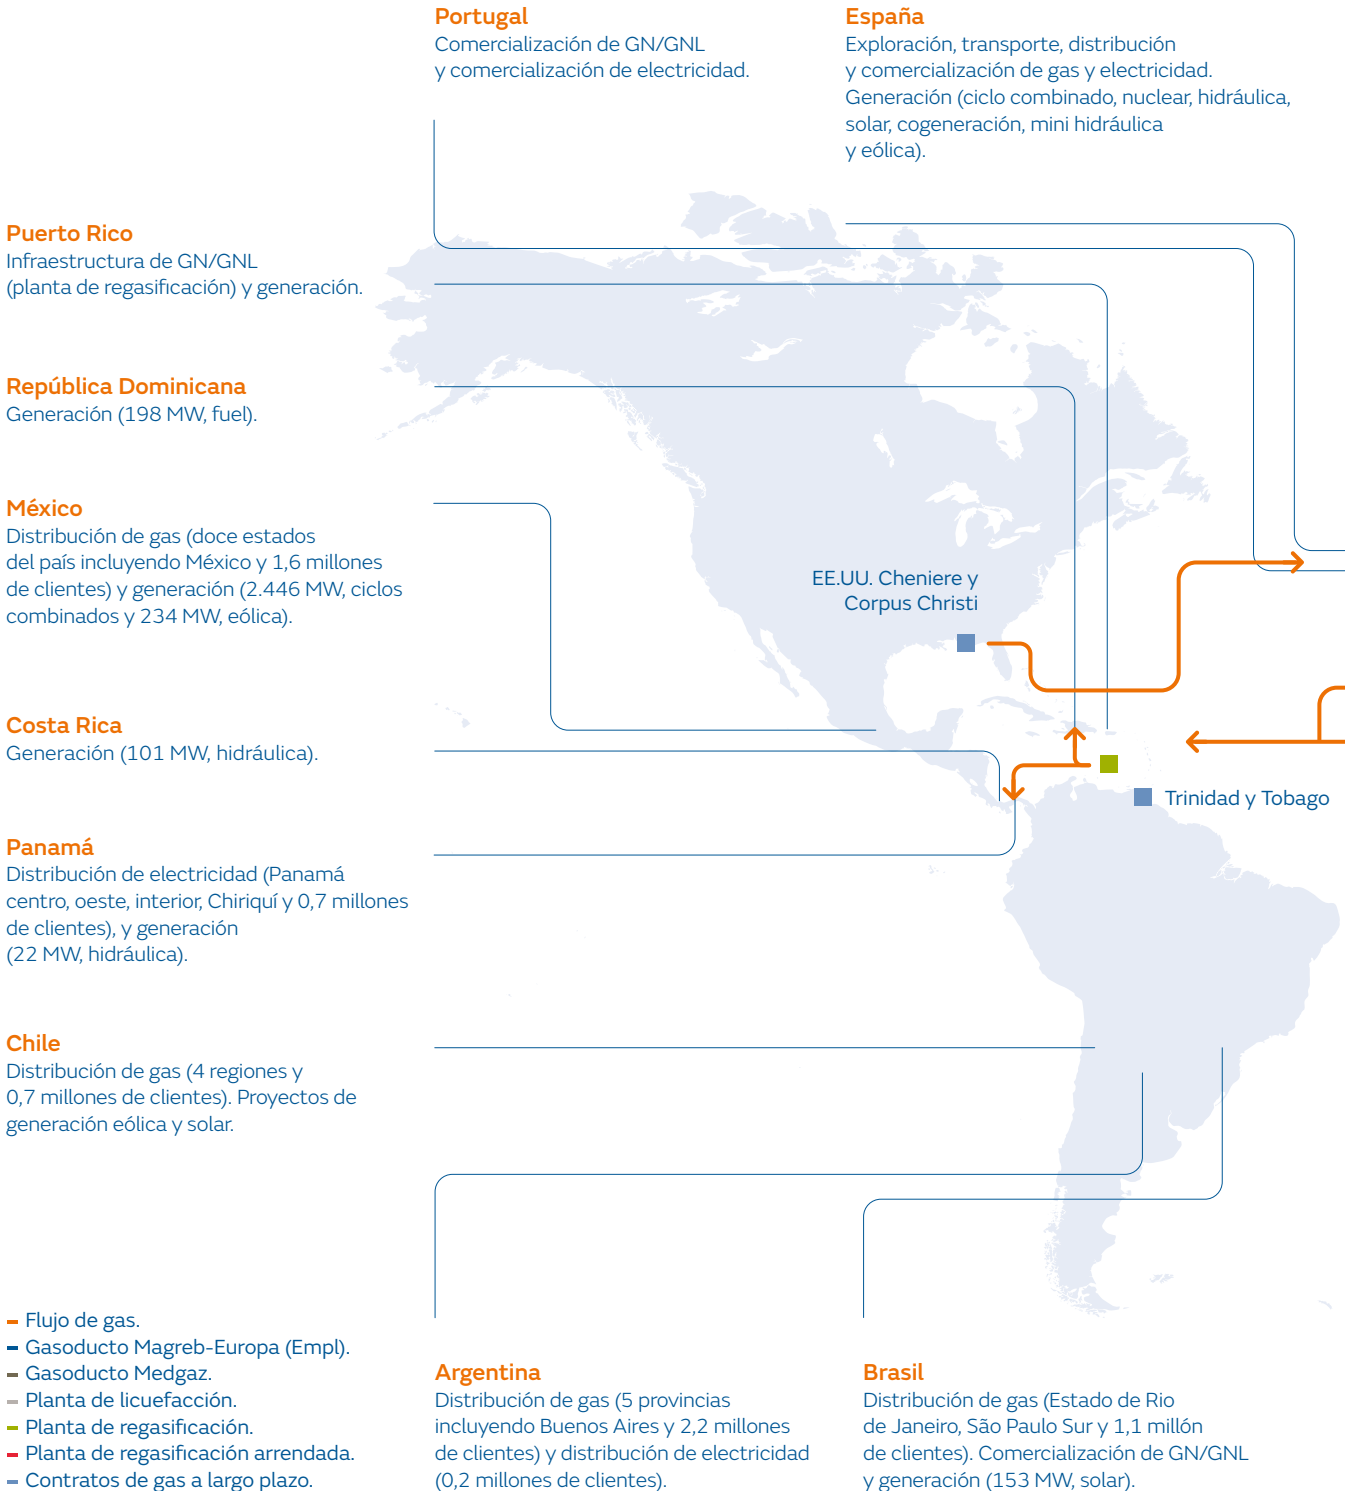 Portugal
Comercialización de GN/GNL
y comercialización de electricidad.
España
Exploración, transporte, distribución
y comercialización de gas y electricidad.
Generación (ciclo combinado, nuclear, hidráulica,
solar, cogeneración, mini hidráulica
y eólica).
Puerto Rico
Infraestructura de GN/GNL
(planta de regasificación) y generación.
República Dominicana
Generación (198 MW, fuel).
México
Distribución de gas (doce estados
del país incluyendo México y 1,6 millones
de clientes) y generación (2.446 MW, ciclos
combinados y 234 MW, eólica).
EE.UU. Cheniere y
Corpus Christi
Costa Rica
Generación (101 MW, hidráulica).
Trinidad y Tobago
Panamá
Distribución de electricidad (Panamá
centro, oeste, interior, Chiriquí y 0,7 millones
de clientes), y generación
(22 MW, hidráulica).
Chile
Distribución de gas (4 regiones y
0,7 millones de clientes). Proyectos de
generación eólica y solar.
Flujo de gas.
Gasoducto Magreb-Europa (Empl).
Gasoducto Medgaz.
Planta de licuefacción.
Planta de regasificación.
Planta de regasificación arrendada.
Contratos de gas a largo plazo.
Argentina
Distribución de gas (5 provincias
incluyendo Buenos Aires y 2,2 millones
de clientes) y distribución de electricidad
(0,2 millones de clientes).
Brasil
Distribución de gas (Estado de Rio
de Janeiro, São Paulo Sur y 1,1 millón
de clientes). Comercialización de GN/GNL
y generación (153 MW, solar).